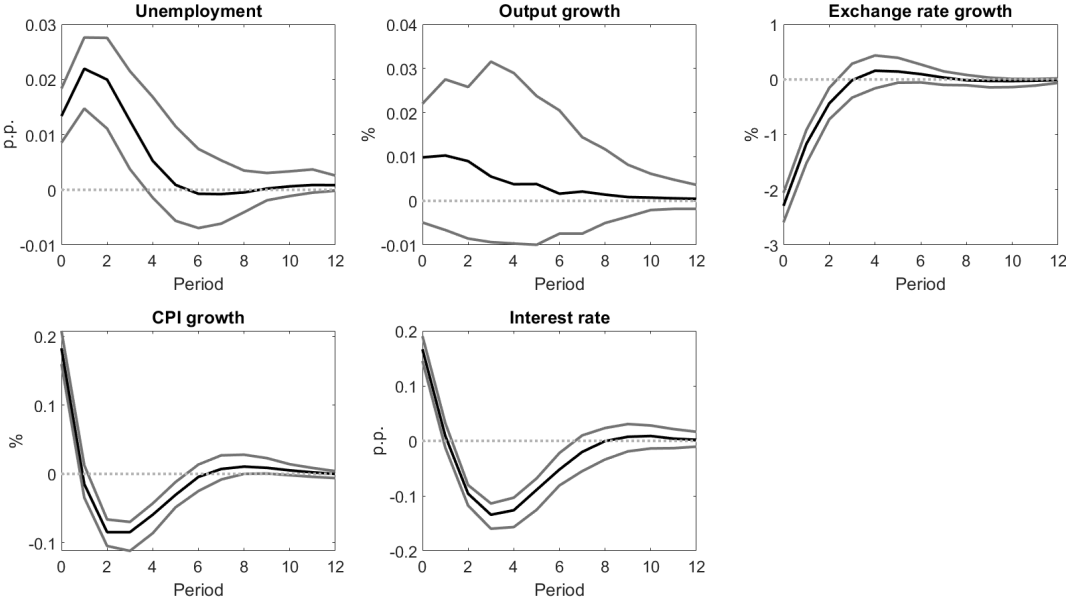 Unemployment
0.03
0.02
0.01
0
-0.01
p.p.
0 2 4 6 8 10 12
Period
Output growth
0.04
0.03
0.02
0.01
0
-0.01
%
0 2 4 6 8 10 12
Period
Exchange rate growth
1
0
-1
-2
-3
%
0 2 4 6 8 10 12
Period
CPI growth
0.2
0.1
0
-0.1
%
0 2 4 6 8 10 12
Period
Interest rate
0.2
0.1
0
-0.1
-0.2
p.p.
0 2 4 6 8 10 12
Period